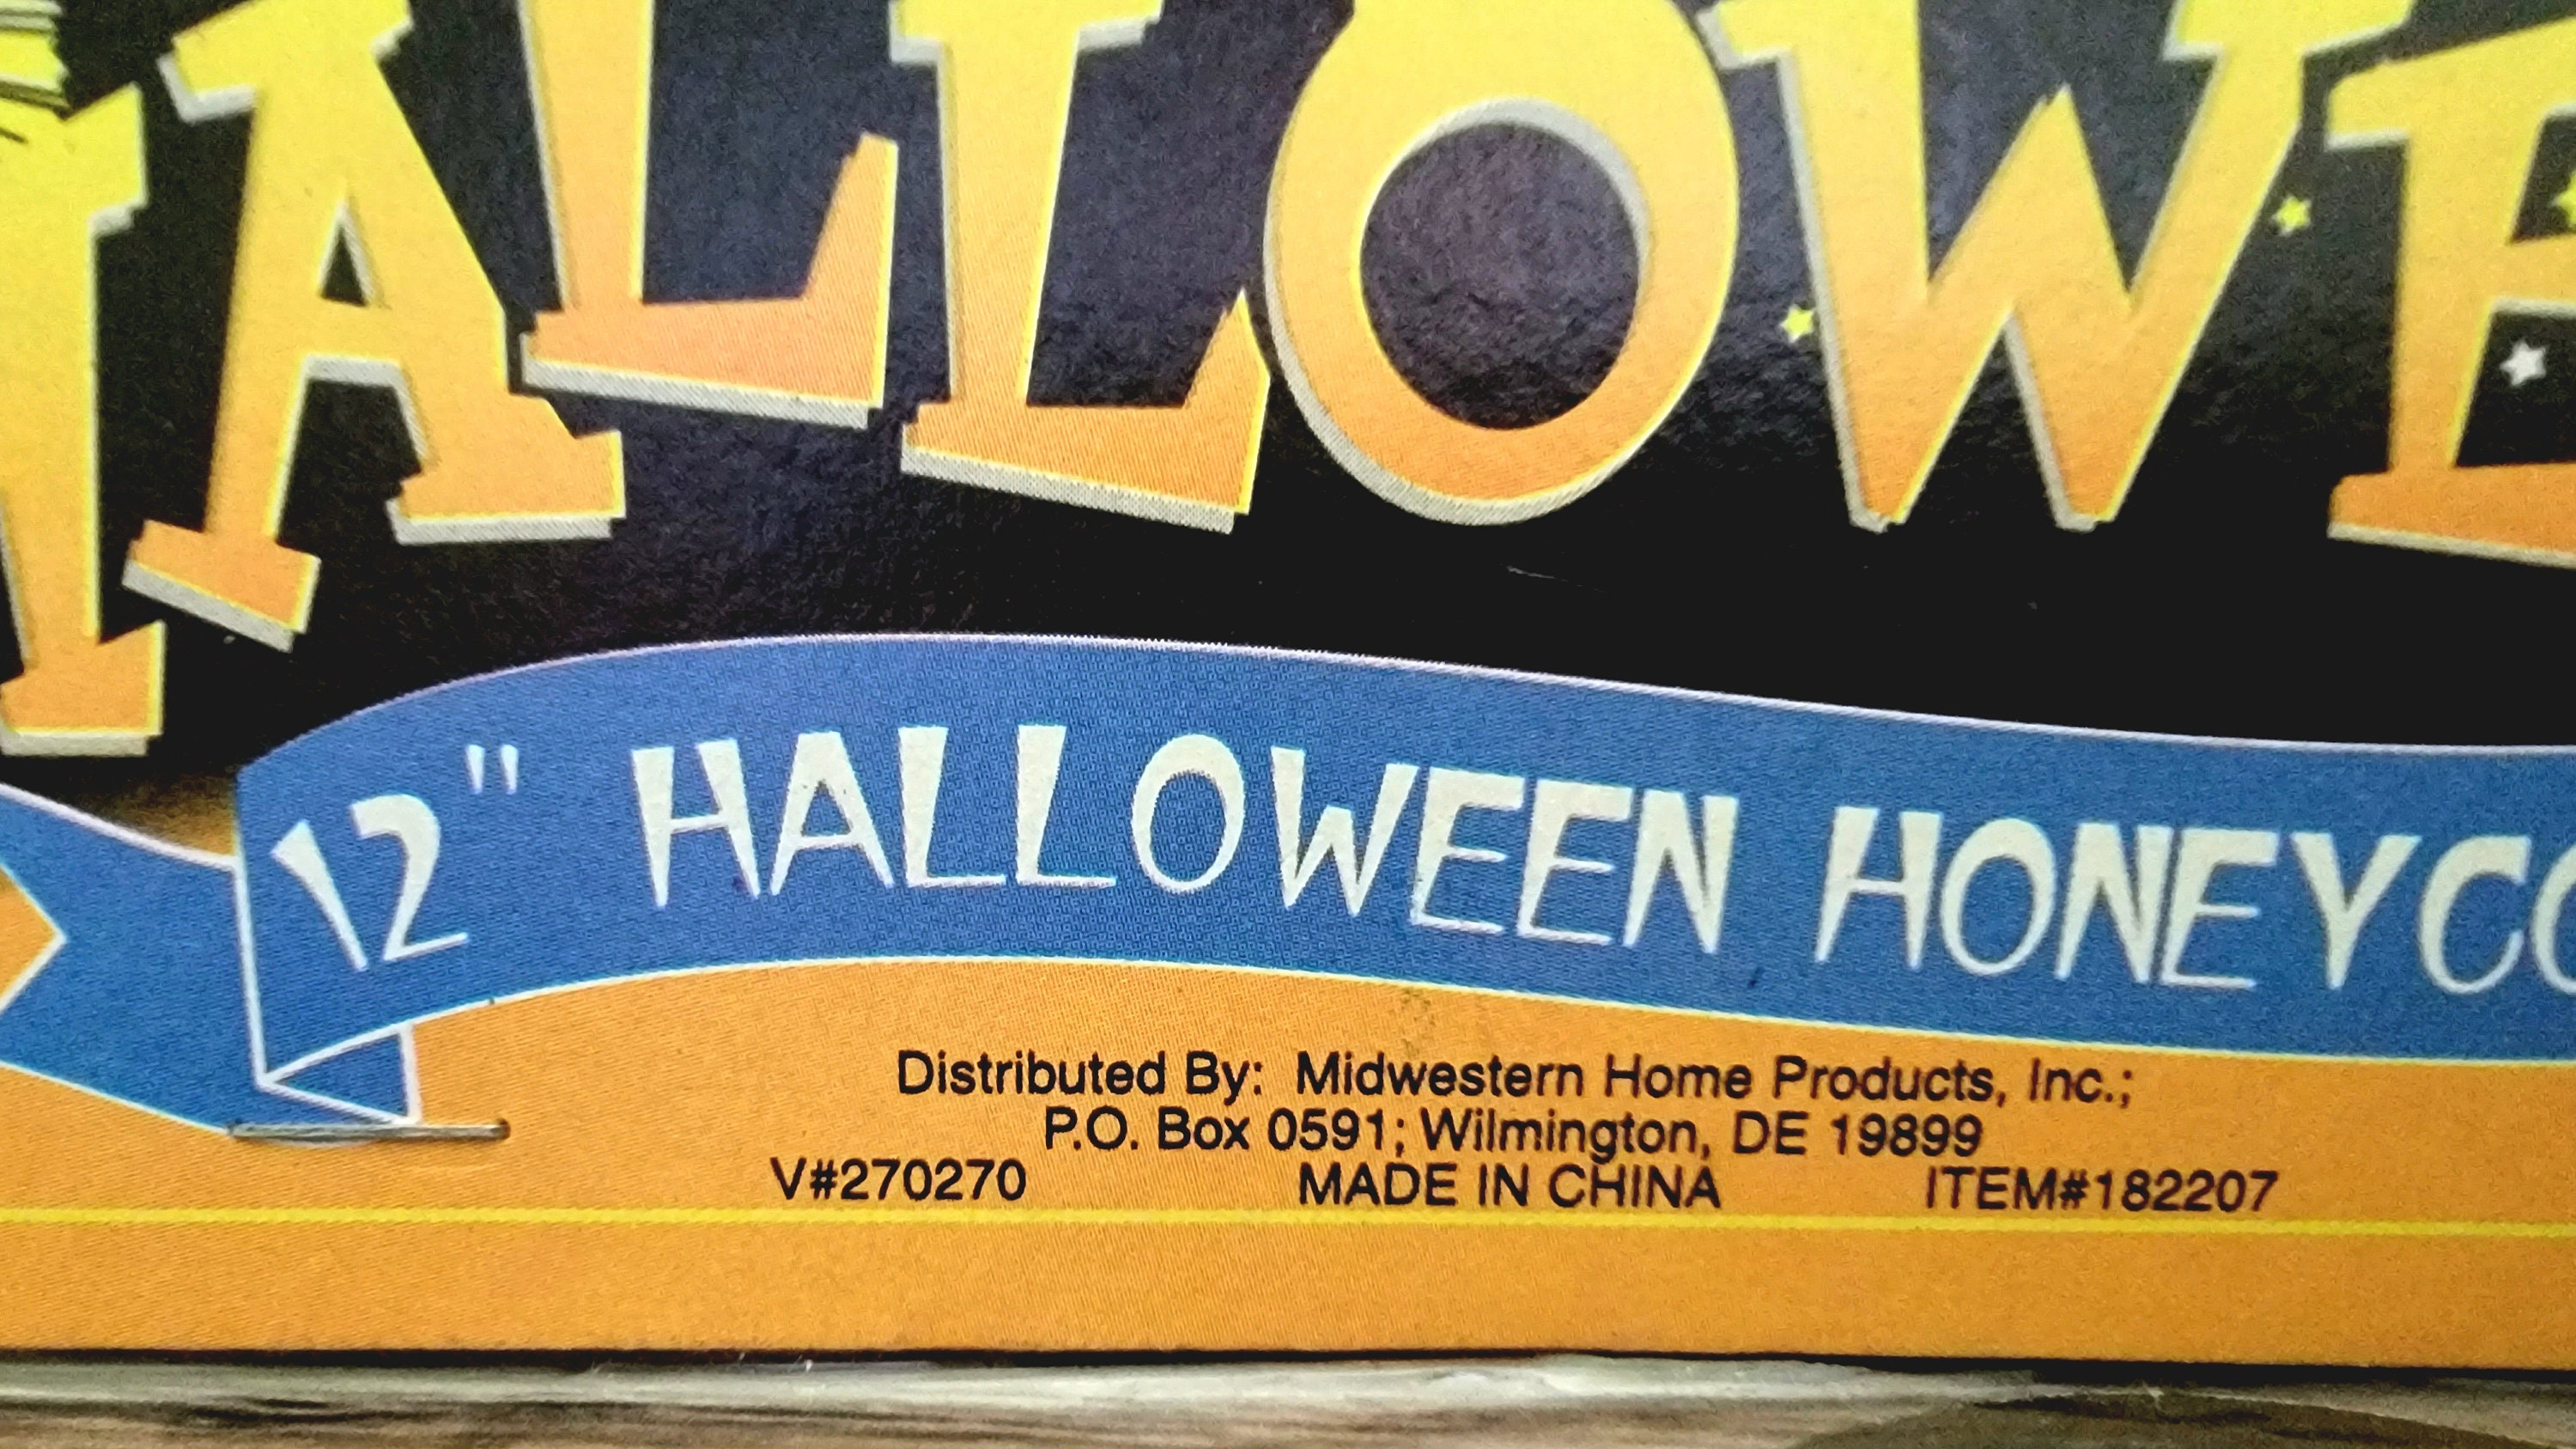 HALLOWE
12" HALLOWEEN HONEYCO
Distributed By: Midwestern Home Products, Inc.;
P.O. Box 0591; Wilmington, DE 19899
V#270270 MADE IN CHINA ITEM#182207